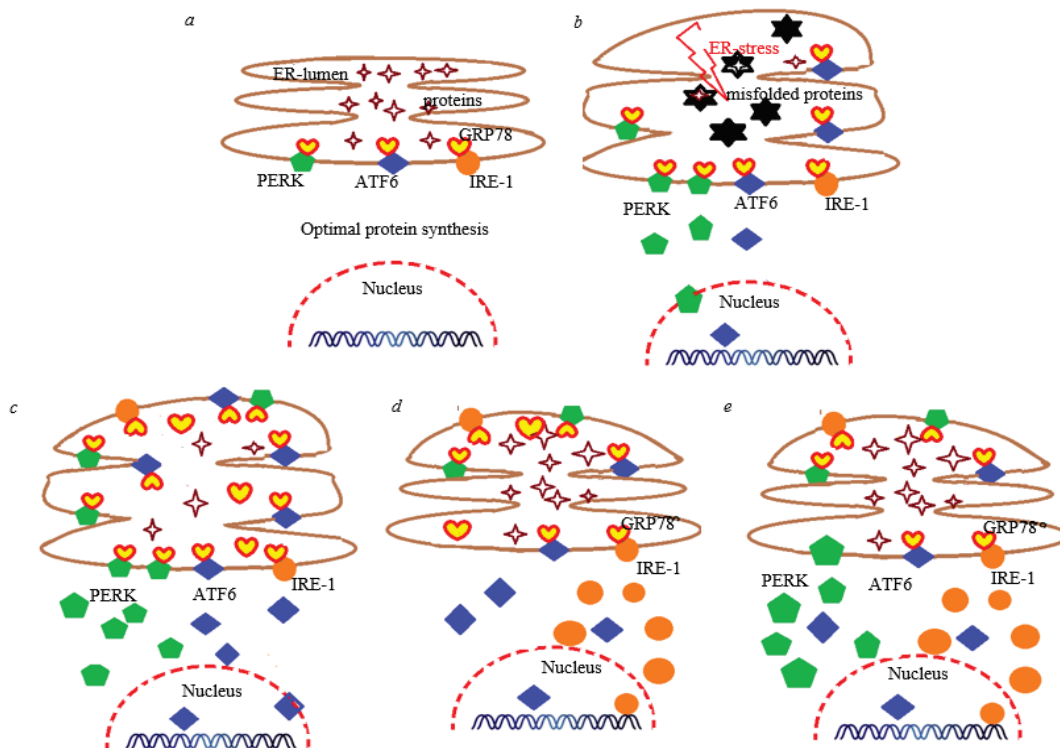 a
ER-lumen
proteins
GRP78
PERK
ATF6
IRE-1
Optimal protein synthesis
Nucleus
b
ER-stress
misfolded proteins
PERK
ATF6
IRE-1
Nucleus
c
PERK
ATF6
IRE-1
Nucleus
d
GRP78
IRE-1
Nucleus
e
GRP78
PERK
ATF6
IRE-1
Nucleus